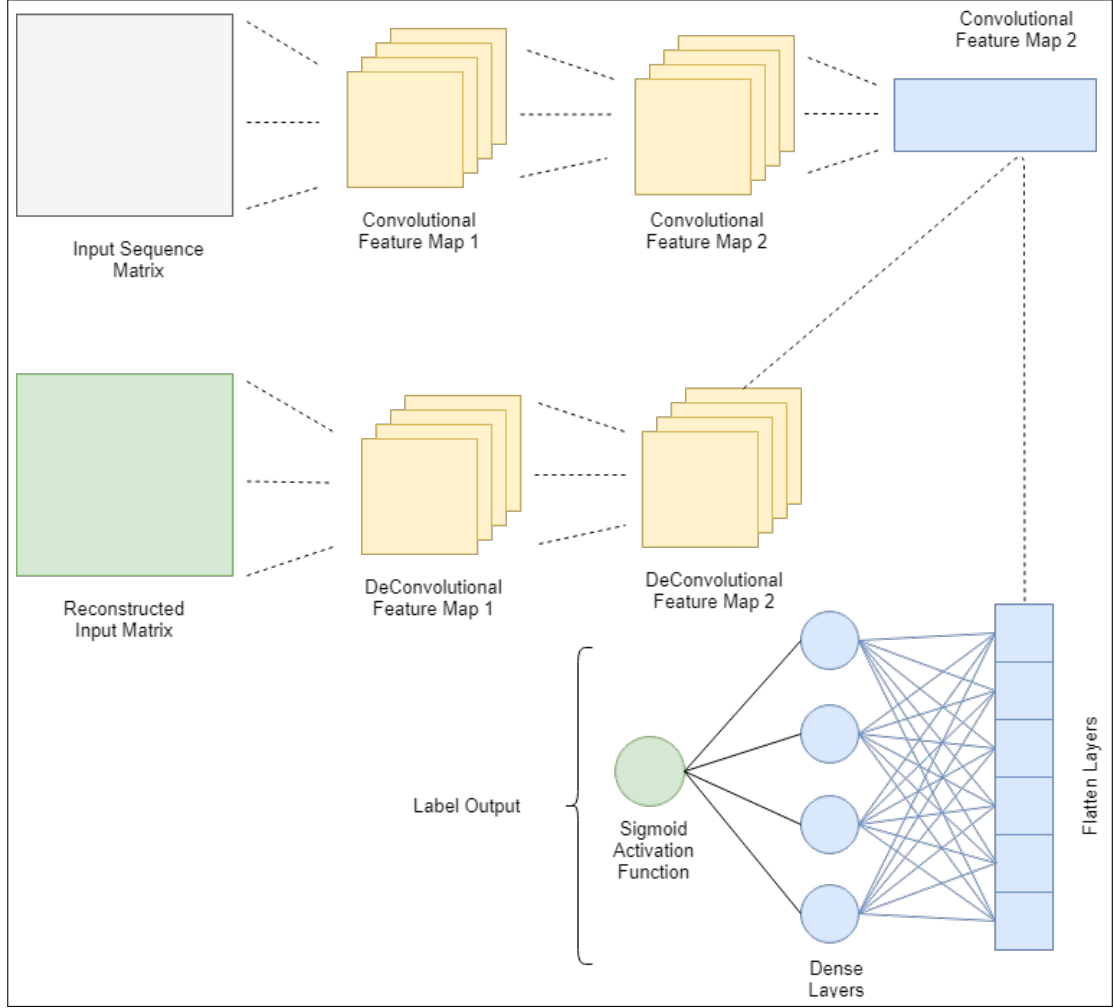 Convolutional
Feature Map 2
Convolutional
Feature Map 1
Convolutional
Feature Map 2
Input Sequence
Matrix
DeConvolutional
Feature Map 1
DeConvolutional
Feature Map 2
Reconstructed
Input Matrix
Label Output
Sigmoid
Activation
Function
Flatten Layers
Dense
Layers